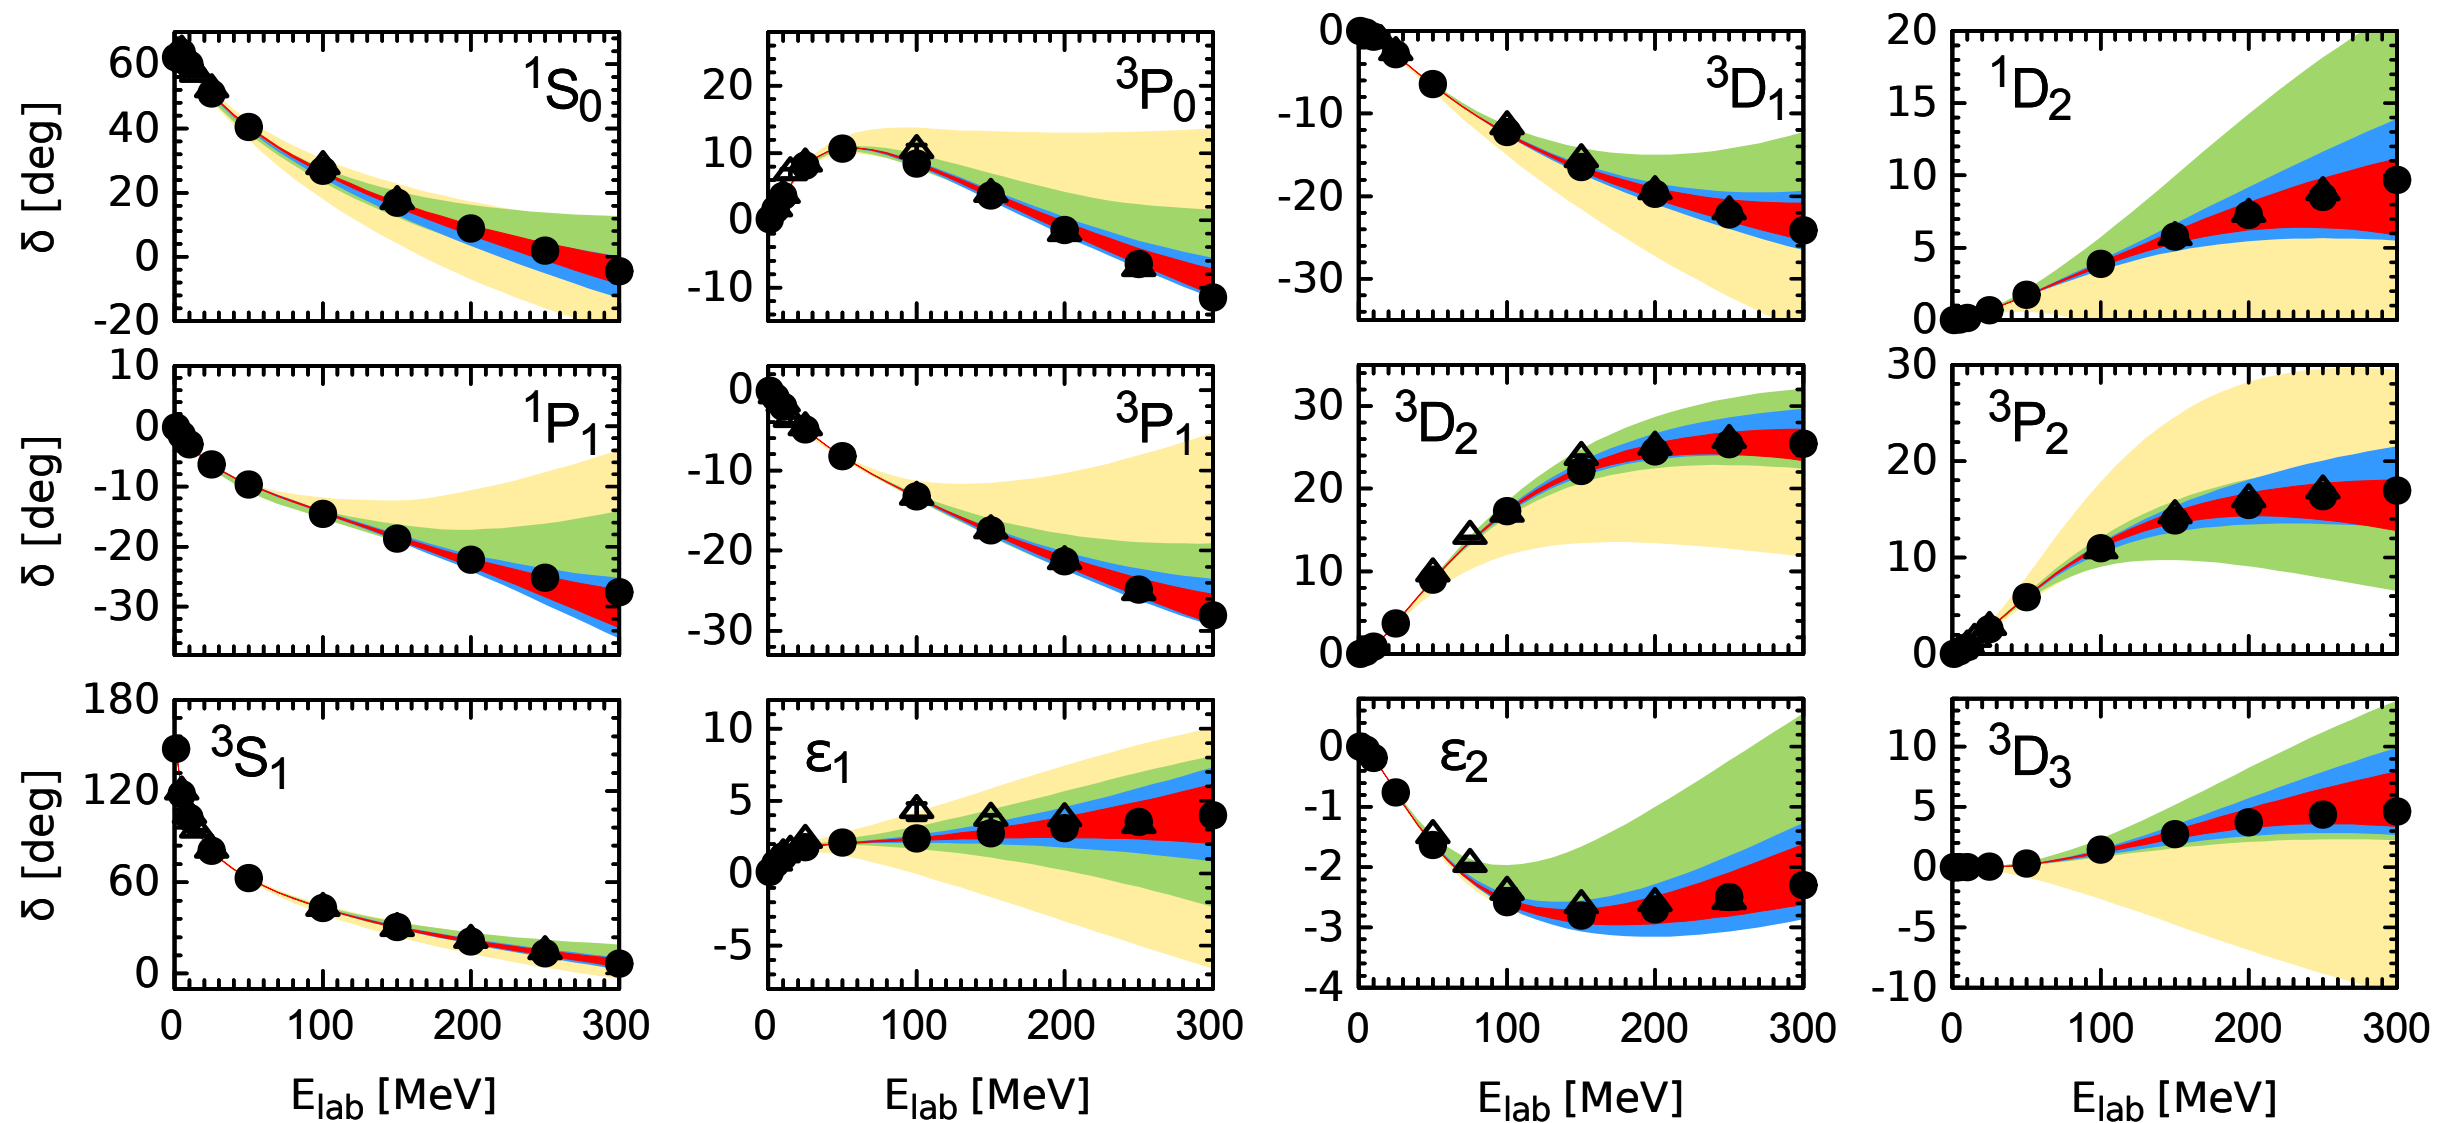 δ [deg]
60
40
20
0
-20
¹S₀
20
10
0
-10
³P₀
0
-10
-20
-30
³D₁
20
15
10
5
0
¹D₂
δ [deg]
10
0
-10
-20
-30
¹P₁
0
-10
-20
-30
³P₁
30
20
10
0
³D₂
30
20
10
0
³P₂
δ [deg]
180
120
60
0
³S₁
10
5
0
-5
ε₁
0
-1
-2
-3
-4
ε₂
10
5
0
-5
-10
³D₃
0 100 200 300
0 100 200 300
0 100 200 300
0 100 200 300
E_lab [MeV]
E_lab [MeV]
E_lab [MeV]
E_lab [MeV]